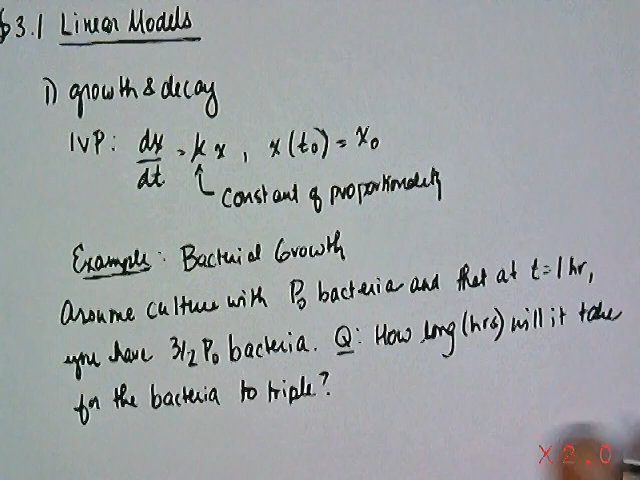 §3.1 Linear Models
1) growth & decay
IVP: dx/dt = kx, x(t₀) = x₀
constant of proportionality
Example: Bacterial Growth
Assume culture with P₀ bacteria and that at t=1 hr,
you have 3/2 P₀ bacteria. Q: How long (hrs) will it take
for the bacteria to triple?
X2.0